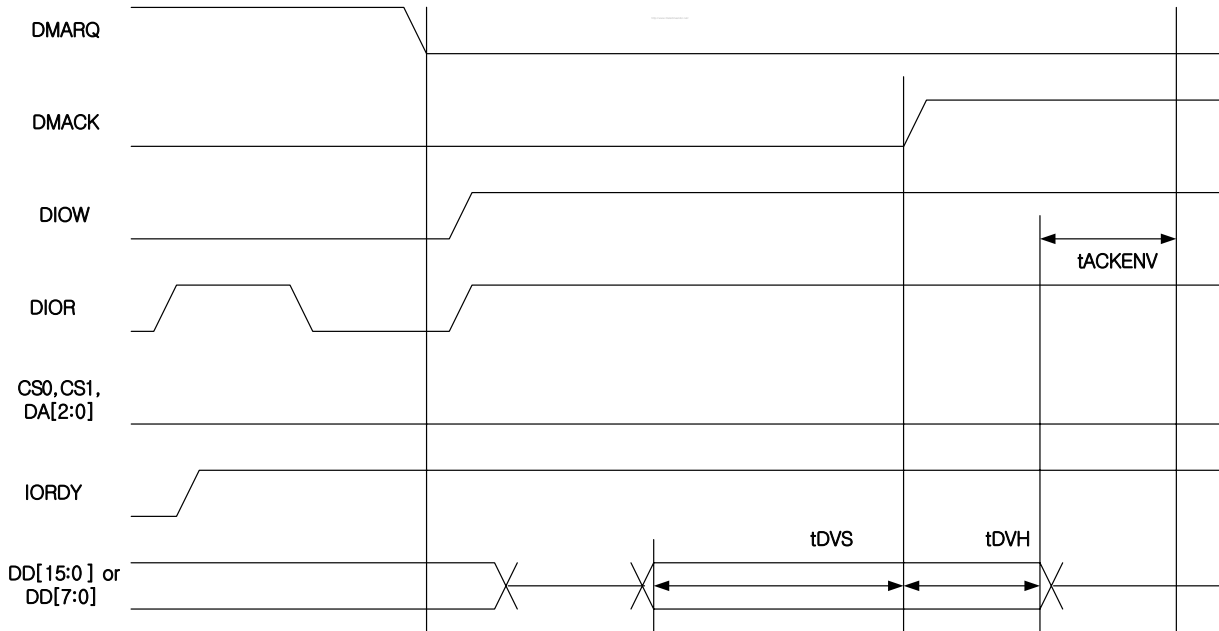 DMARQ
DMACK
DIOW
tACKENV
DIOR
CS0, CS1,
DA[2:0]
IORDY
tDVS
tDVH
DD[15:0 ] or
DD[7:0]